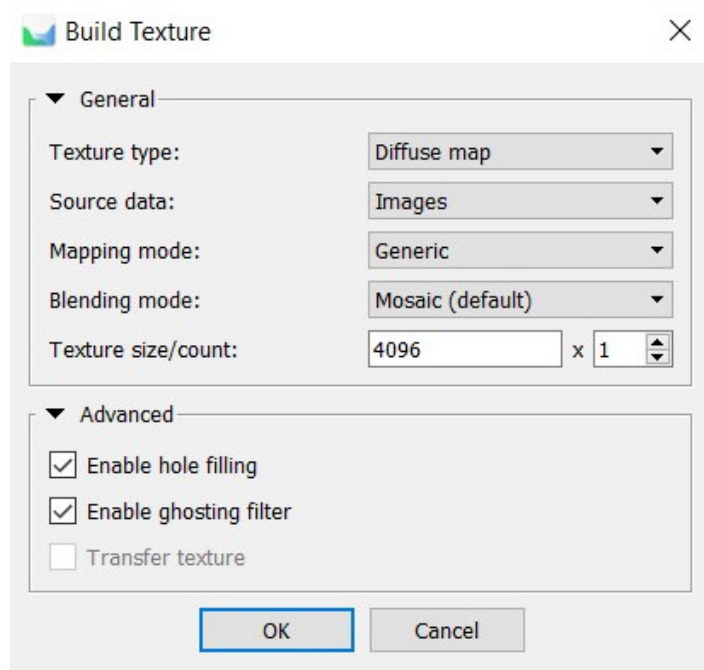 Build Texture
General
Texture type: Diffuse map
Source data: Images
Mapping mode: Generic
Blending mode: Mosaic (default)
Texture size/count: 4096 x 1
Advanced
Enable hole filling
Enable ghosting filter
Transfer texture
OK Cancel